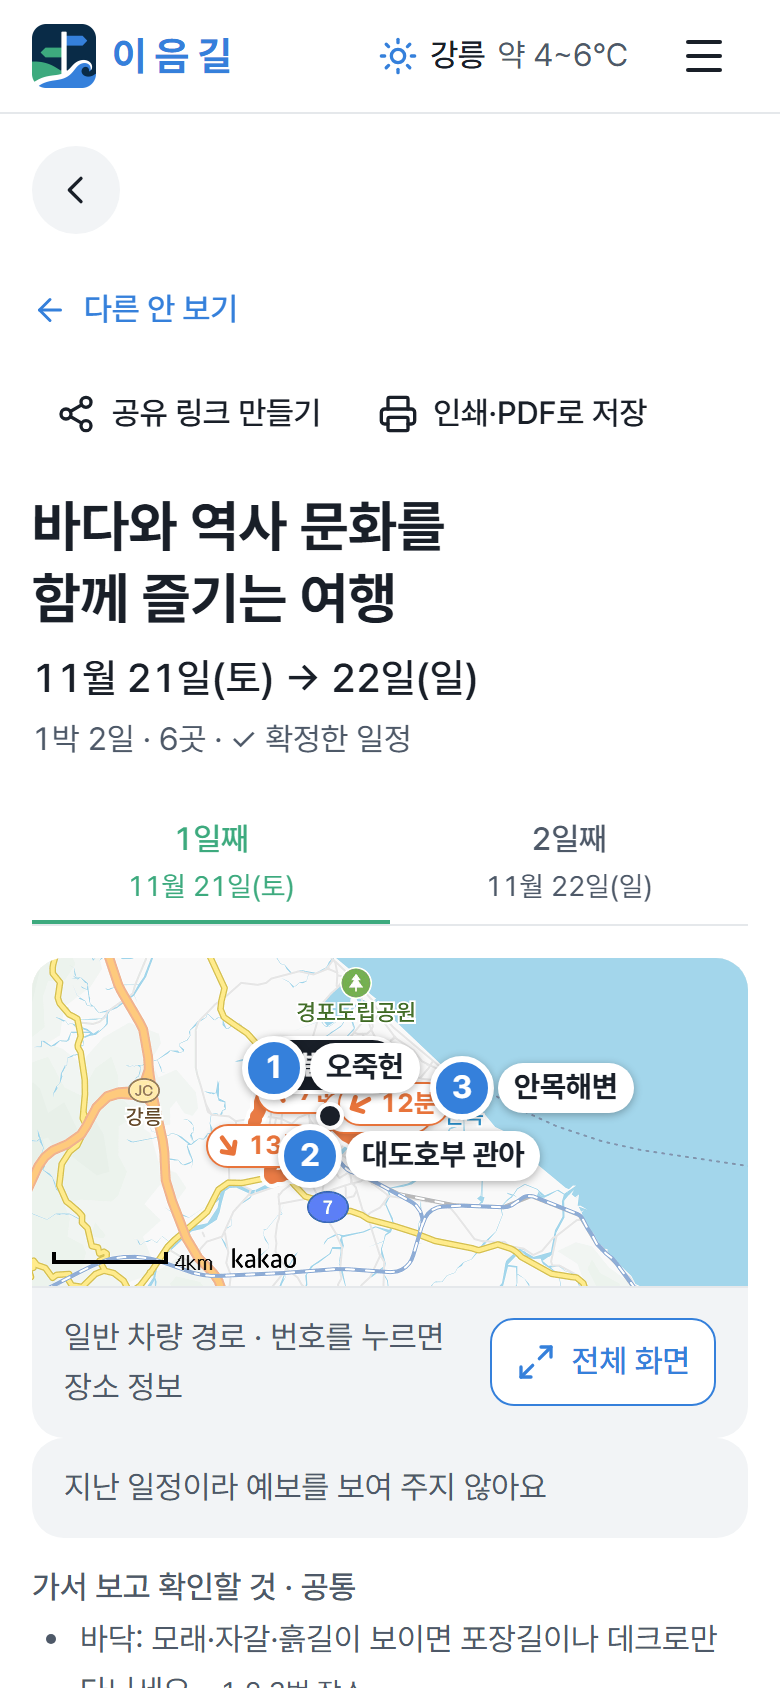 이음길
강릉 약 4~6°C
다른 안 보기
공유 링크 만들기
인쇄·PDF로 저장
바다와 역사 문화를
함께 즐기는 여행
11월 21일(토) → 22일(일)
1박 2일 · 6곳 · ✓ 확정한 일정
1일째
11월 21일(토)
2일째
11월 22일(일)
경포도립공원
1 오죽헌
3 안목해변
JC
강릉
12분
13
2 대도호부 관아
7
4km kakao
일반 차량 경로 · 번호를 누르면
장소 정보
전체 화면
지난 일정이라 예보를 보여 주지 않아요
가서 보고 확인할 것 · 공통
• 바닥: 모래·자갈·흙길이 보이면 포장길이나 데크로만